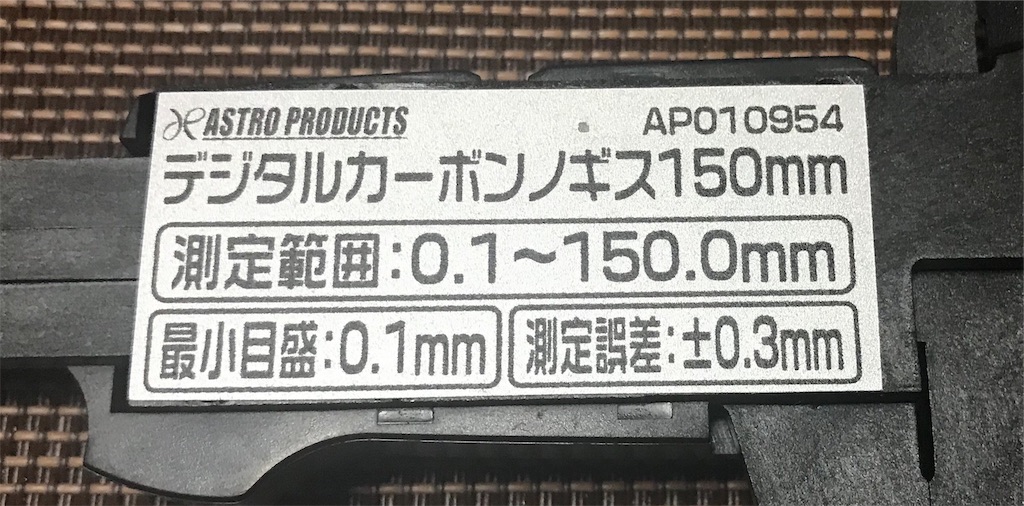 ASTRO PRODUCTS AP010954
デジタルカーボンノギス150mm
測定範囲:0.1~150.0mm
最小目盛:0.1mm 測定誤差:±0.3mm